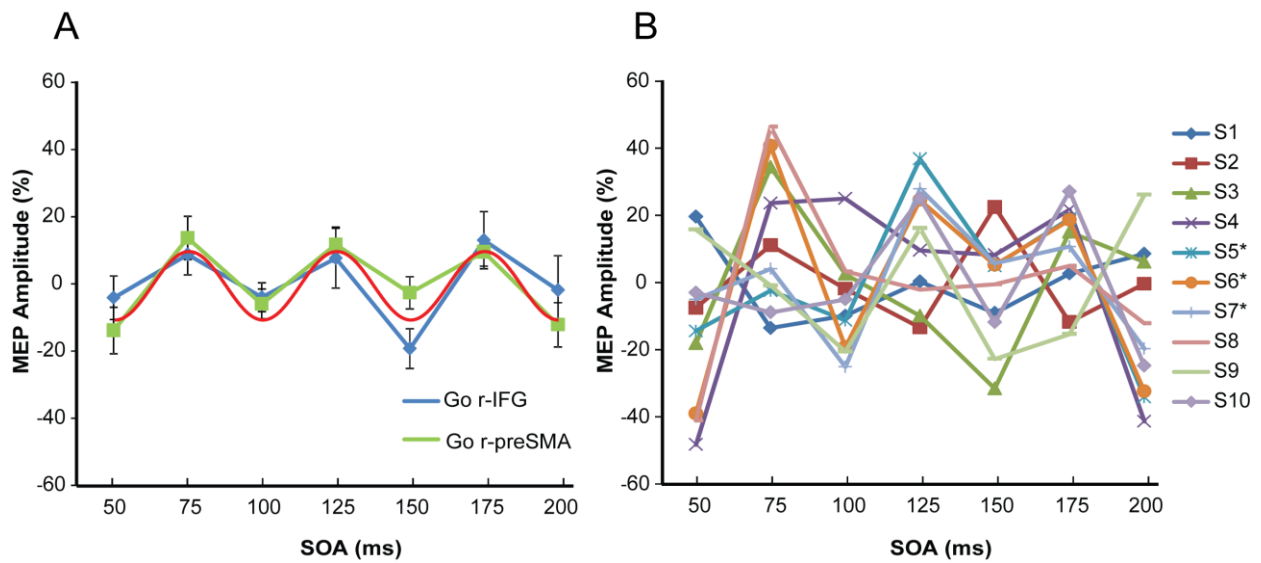 A
60
40
20
0
-20
-40
-60
MEP Amplitude (%)
Go r-IFG
Go r-preSMA
50 75 100 125 150 175 200
SOA (ms)
B
60
40
20
0
-20
-40
-60
MEP Amplitude (%)
50 75 100 125 150 175 200
SOA (ms)
S1
S2
S3
S4
S5*
S6*
S7*
S8
S9
S10